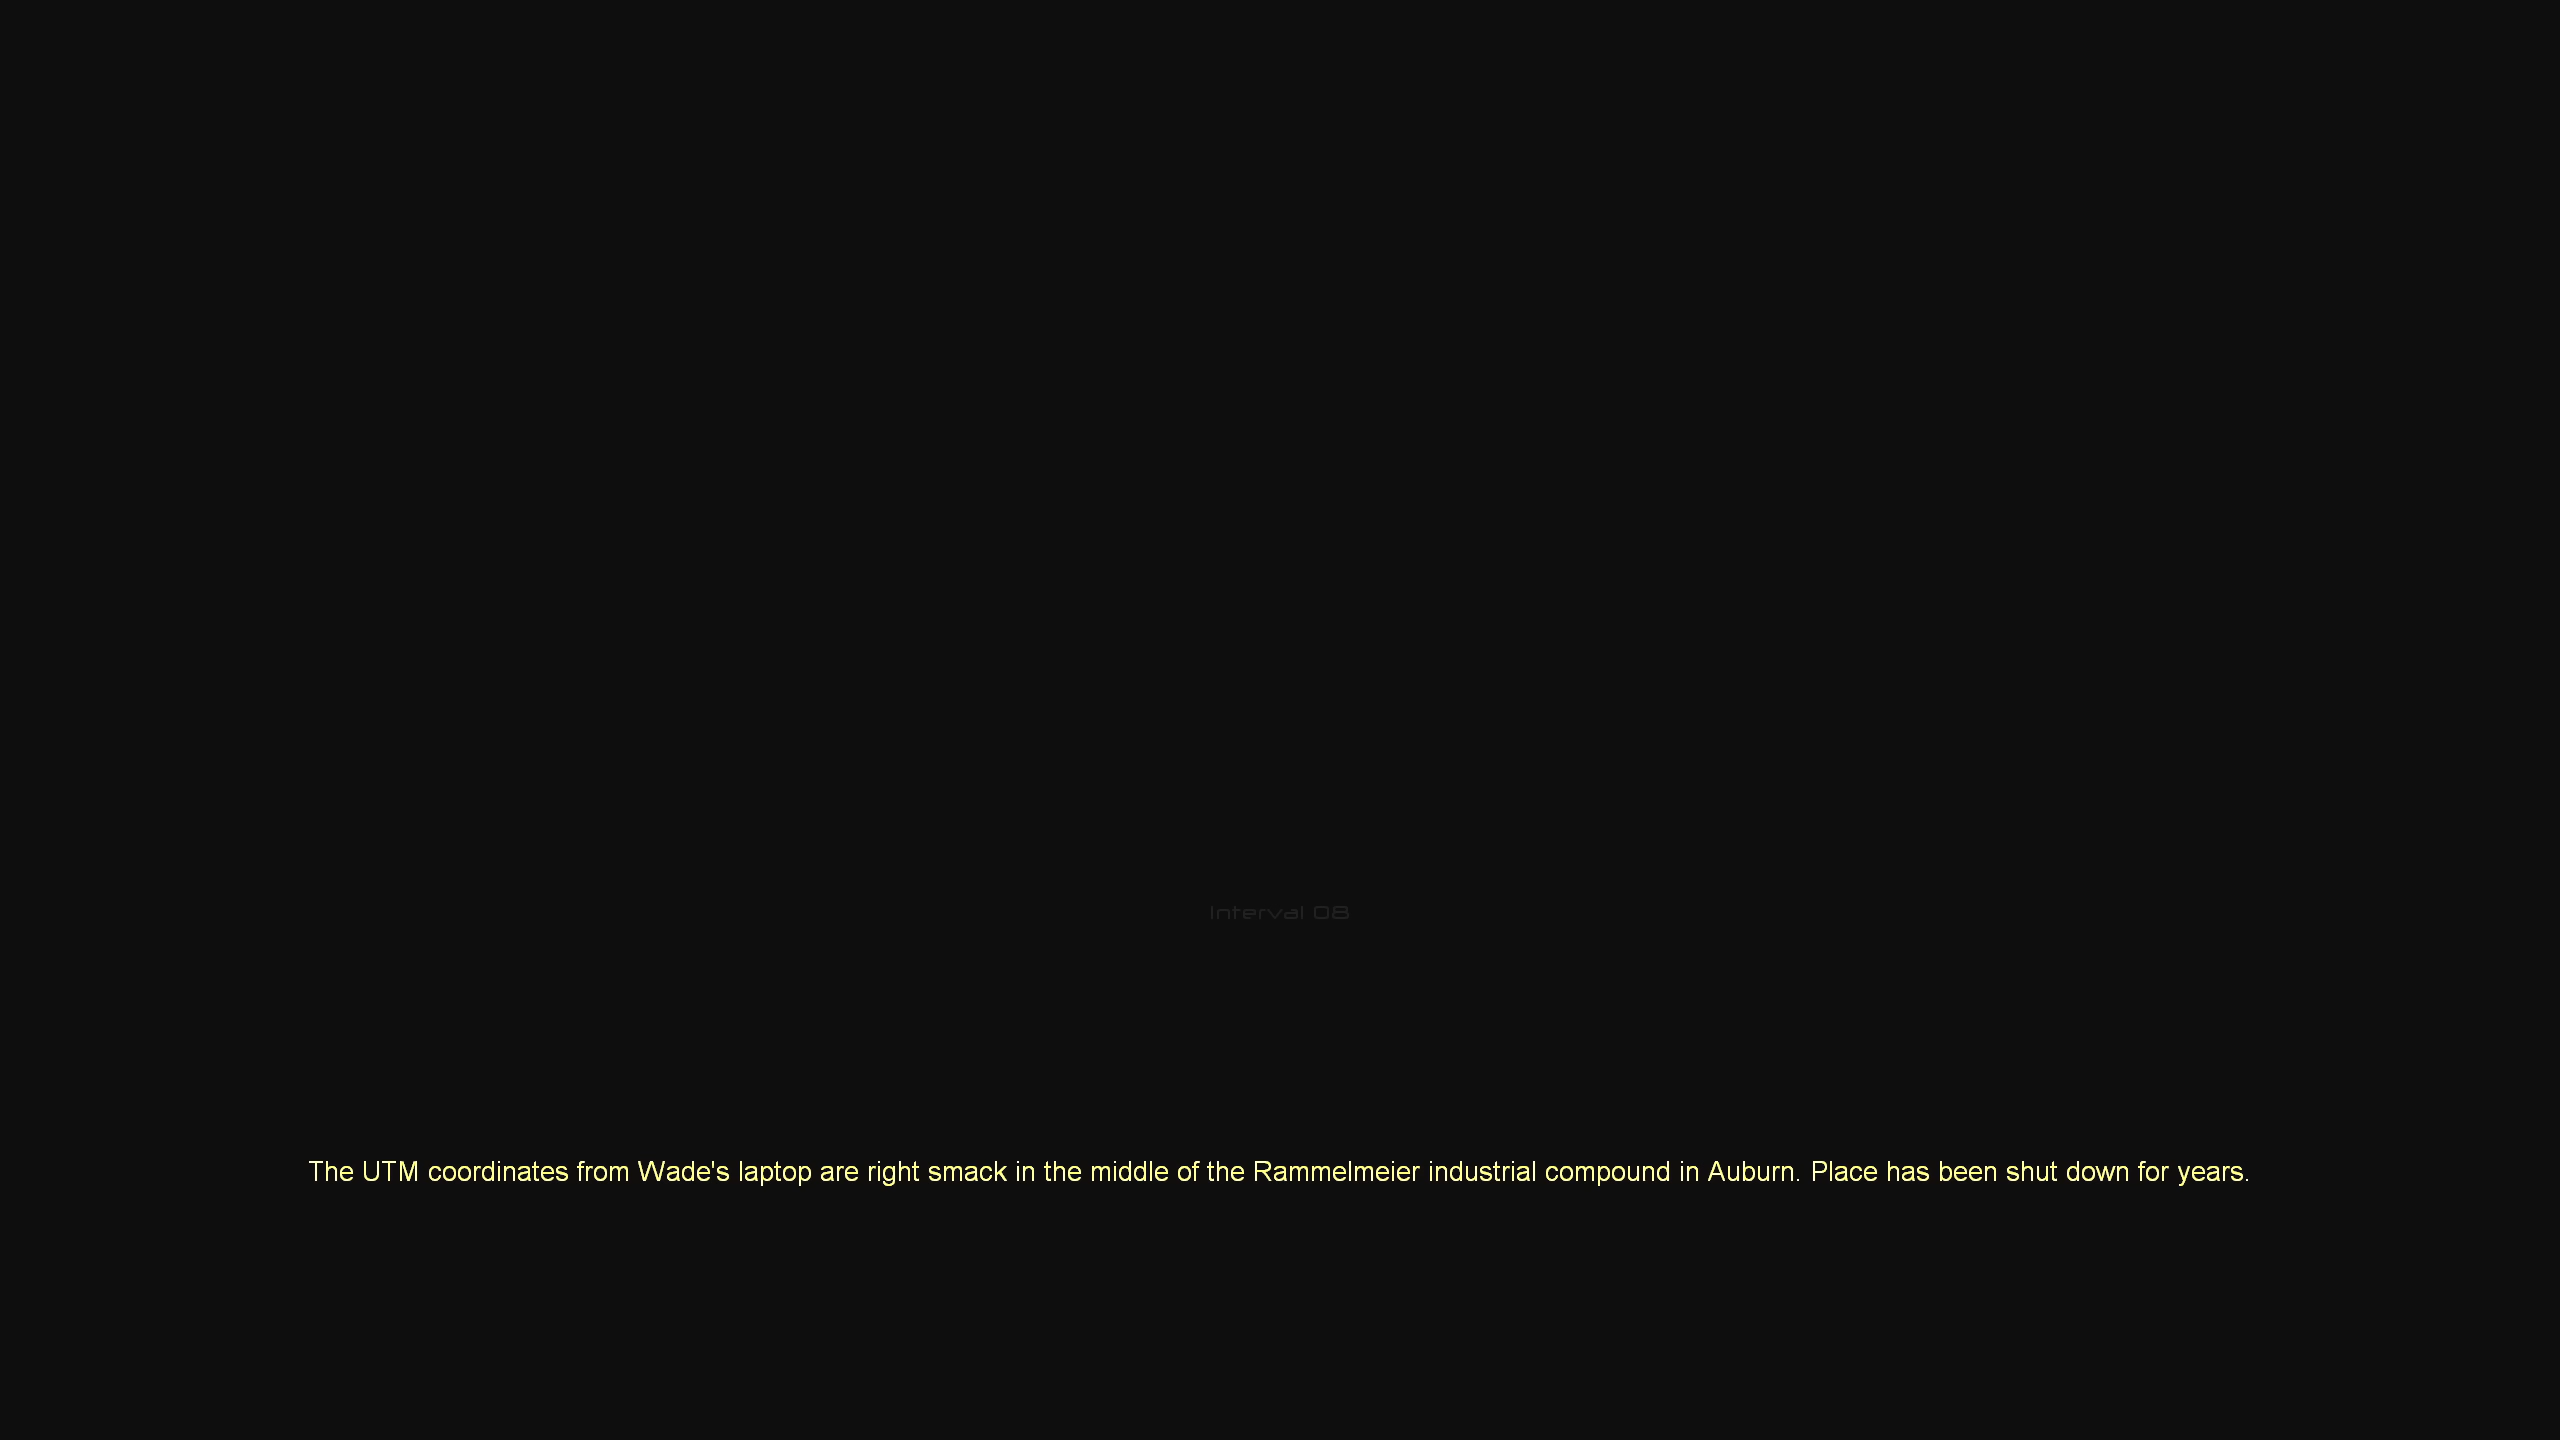 Interval 08
The UTM coordinates from Wade's laptop are right smack in the middle of the Rammelmeier industrial compound in Auburn. Place has been shut down for years.